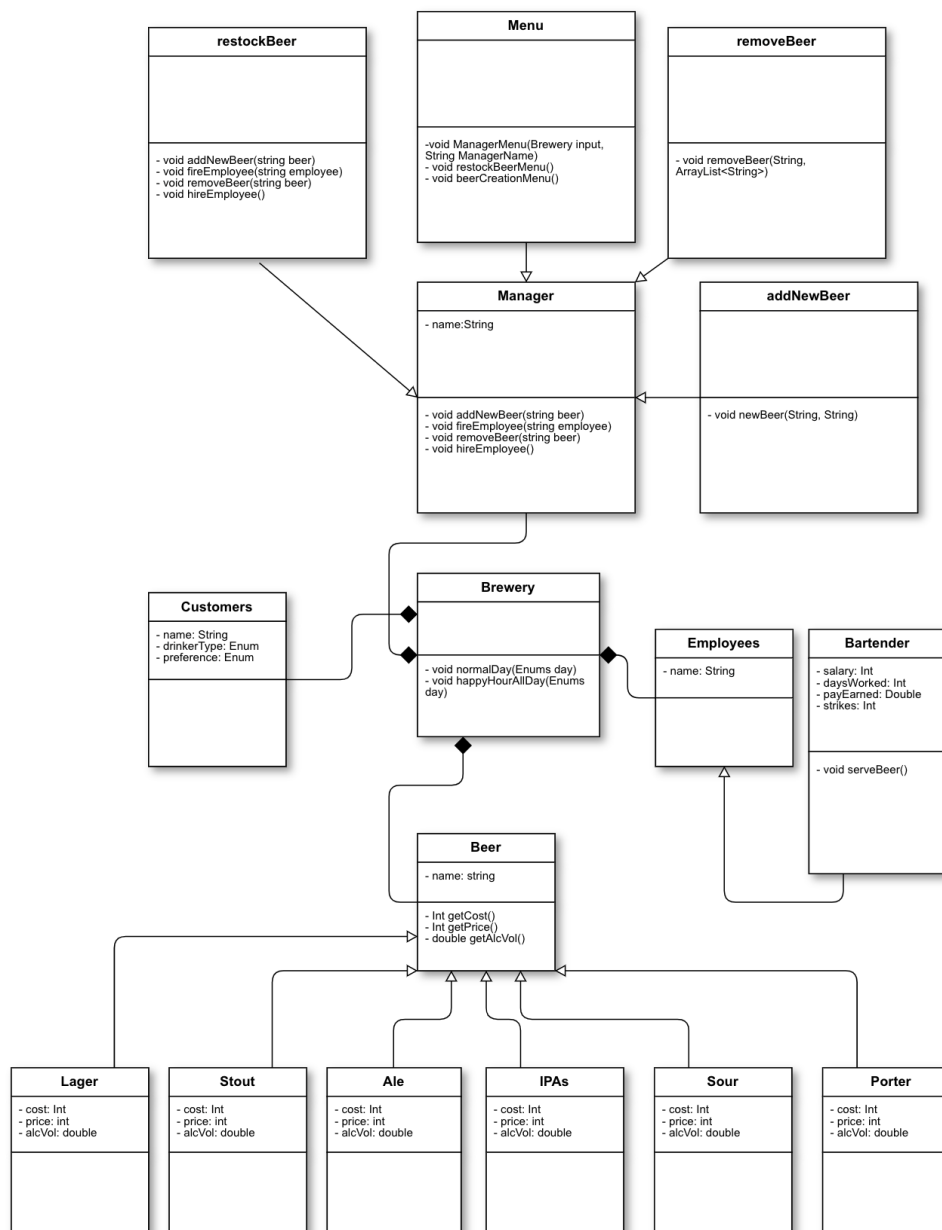 restockBeer
- void addNewBeer(string beer)
- void fireEmployee(string employee)
- void removeBeer(string beer)
- void hireEmployee()
Menu
-void ManagerMenu(Brewery input,
String ManagerName)
- void restockBeerMenu()
- void beerCreationMenu()
removeBeer
- void removeBeer(String,
ArrayList<String>)
Manager
- name:String
- void addNewBeer(string beer)
- void fireEmployee(string employee)
- void removeBeer(string beer)
- void hireEmployee()
addNewBeer
- void newBeer(String, String)
Customers
- name: String
- drinkerType: Enum
- preference: Enum
Brewery
- void normalDay(Enums day)
- void happyHourAllDay(Enums
day)
Employees
- name: String
Bartender
- salary: Int
- daysWorked: Int
- payEarned: Double
- strikes: Int
- void serveBeer()
Beer
- name: string
- Int getCost()
- Int getPrice()
- double getAlcVol()
Lager
- cost: Int
- price: int
- alcVol: double
Stout
- cost: Int
- price: int
- alcVol: double
Ale
- cost: Int
- price: int
- alcVol: double
IPAs
- cost: Int
- price: int
- alcVol: double
Sour
- cost: Int
- price: int
- alcVol: double
Porter
- cost: Int
- price: int
- alcVol: double